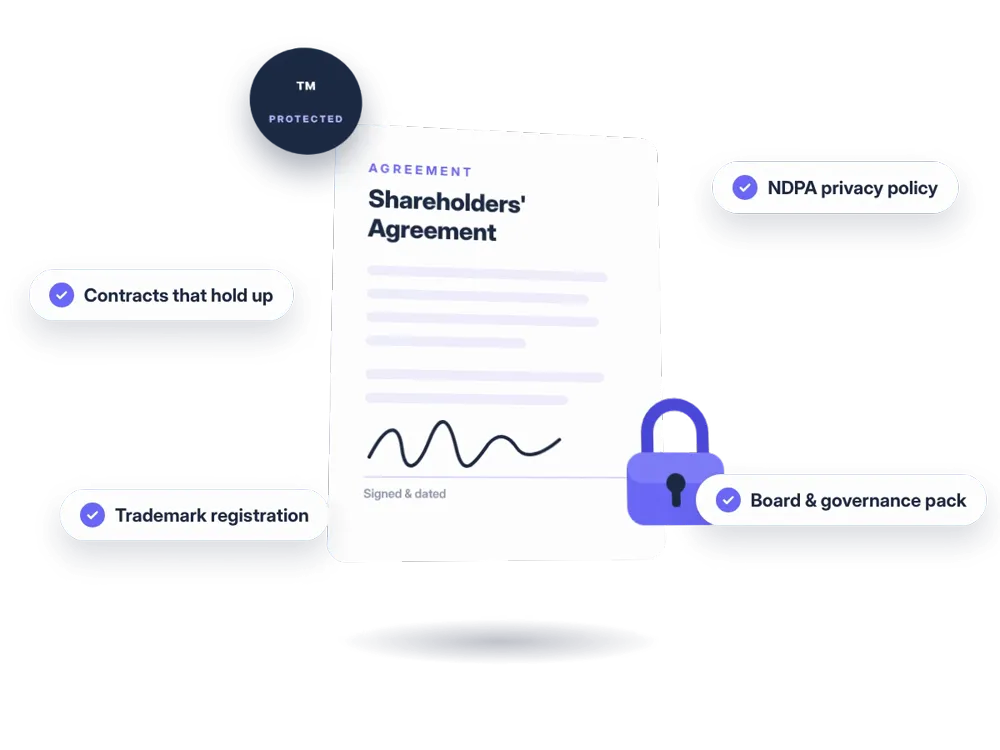 TM
PROTECTED
AGREEMENT
Shareholders'
Agreement
NDPA privacy policy
Contracts that hold up
Signed & dated
Trademark registration
Board & governance pack